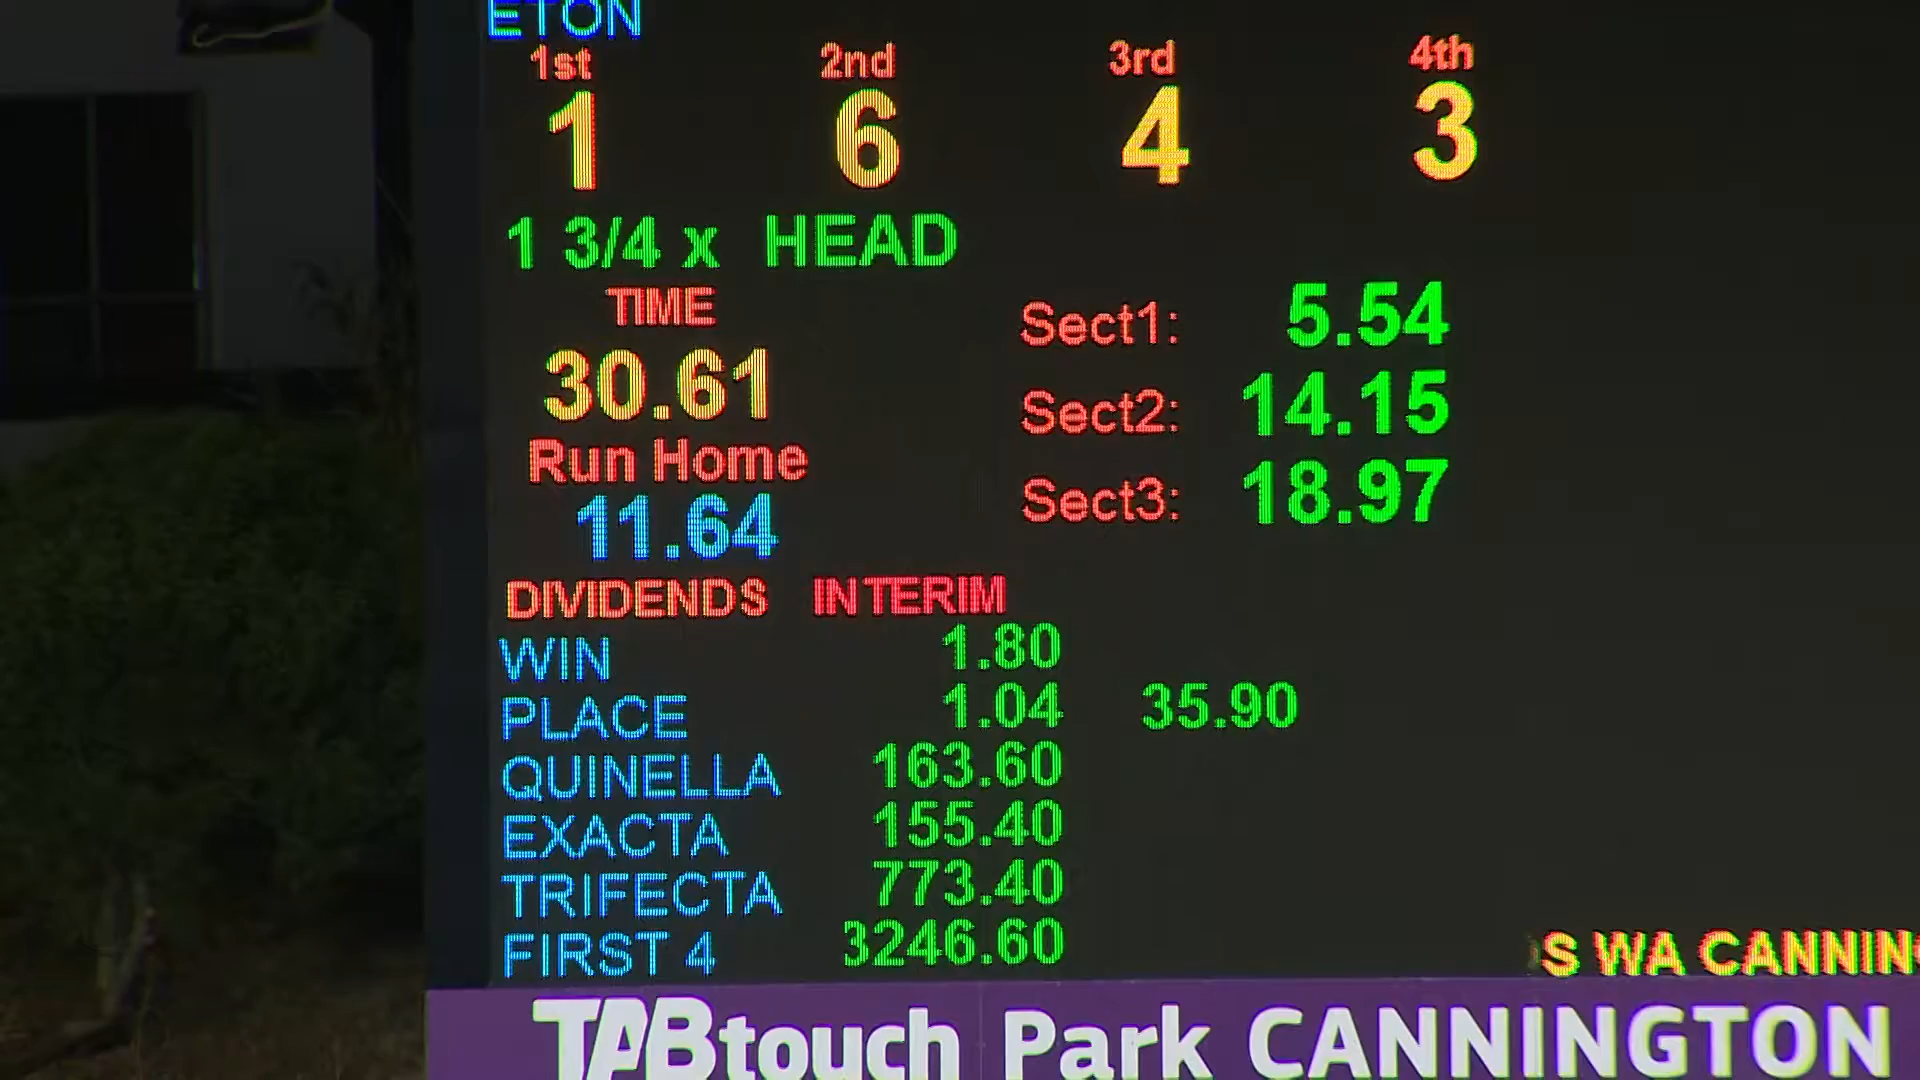 ETON
1st 2nd 3rd 4th
1 6 4 3
1 3/4 x HEAD
TIME
30.61
Sect1: 5.54
Sect2: 14.15
Run Home
11.64
Sect3: 18.97
DIVIDENDS INTERIM
WIN 1.80
PLACE 1.04 35.90
QUINELLA 163.60
EXACTA 155.40
TRIFECTA 773.40
FIRST 4 3246.60
S WA CANNIN
TABtouch Park CANNINGTON